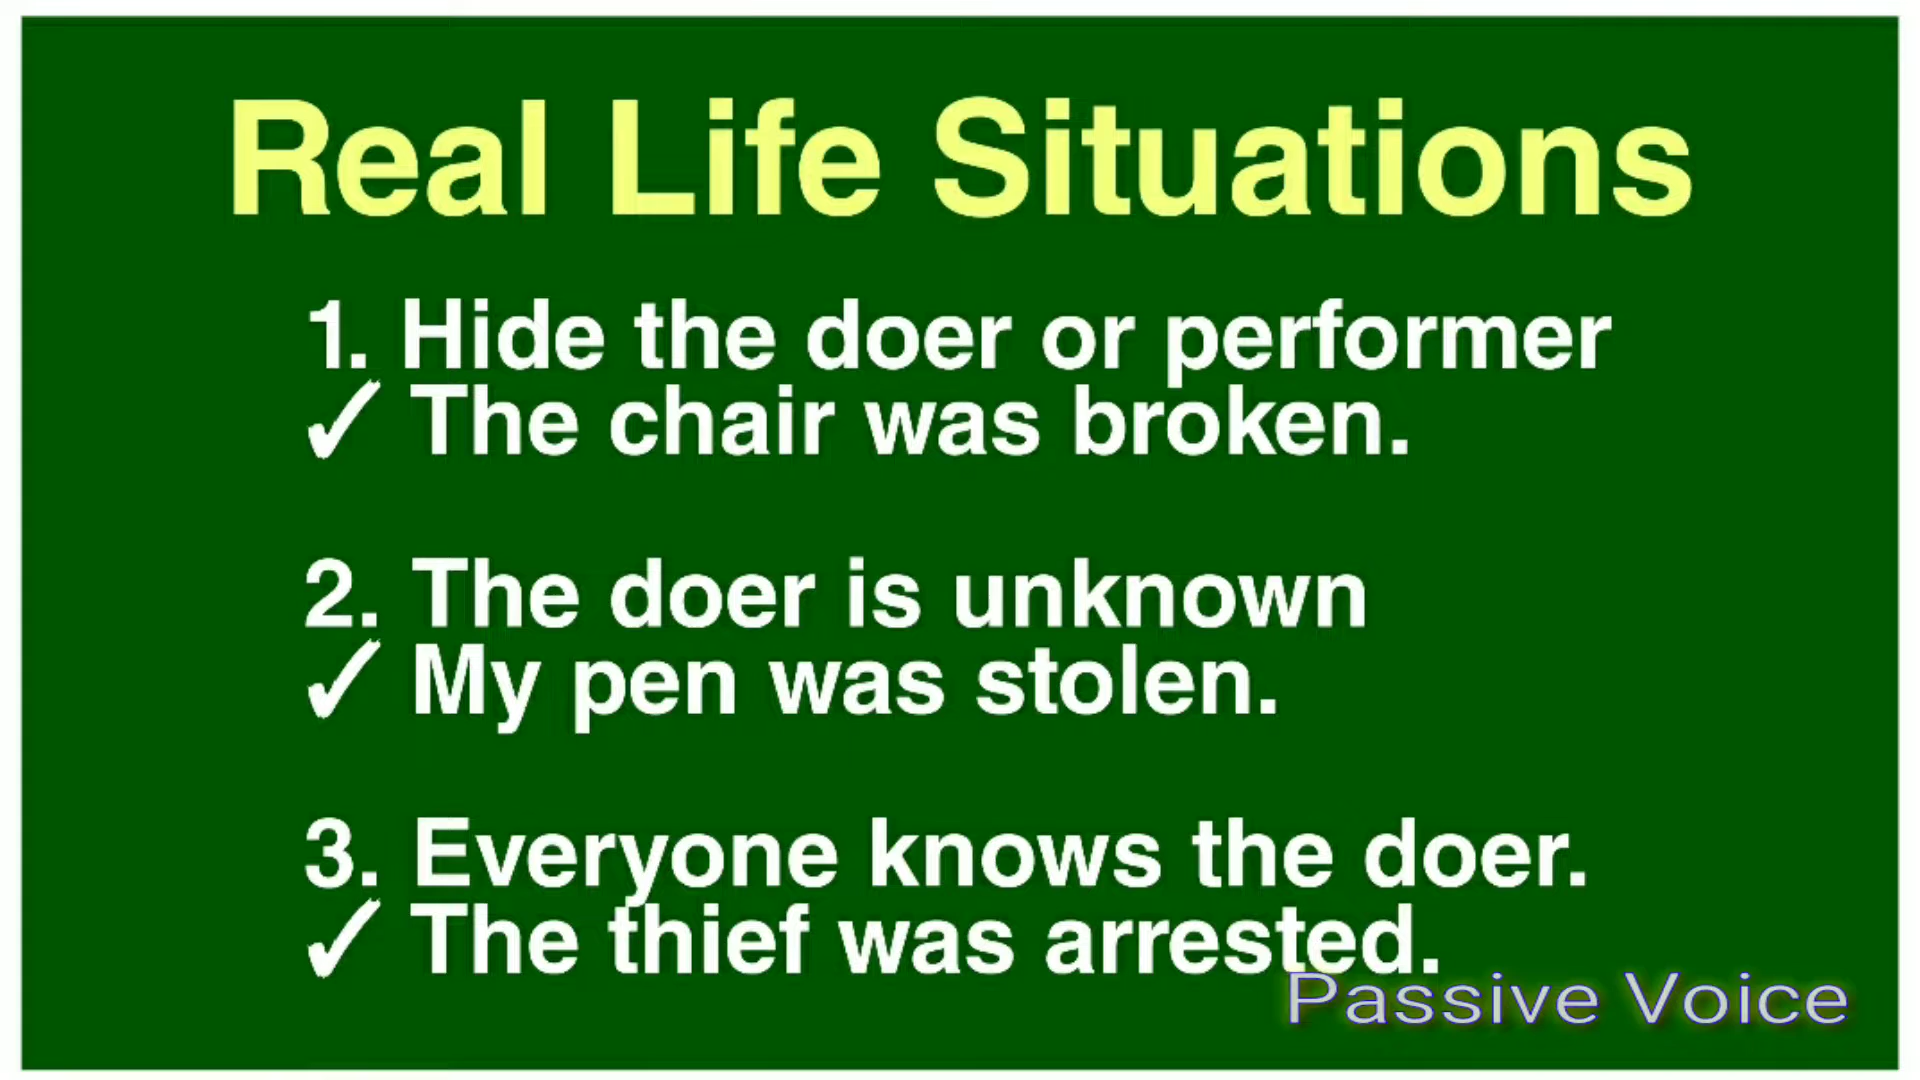 Real Life Situations
1. Hide the doer or performer
✓ The chair was broken.
2. The doer is unknown
✓ My pen was stolen.
3. Everyone knows the doer.
✓ The thief was arrested.
Passive Voice